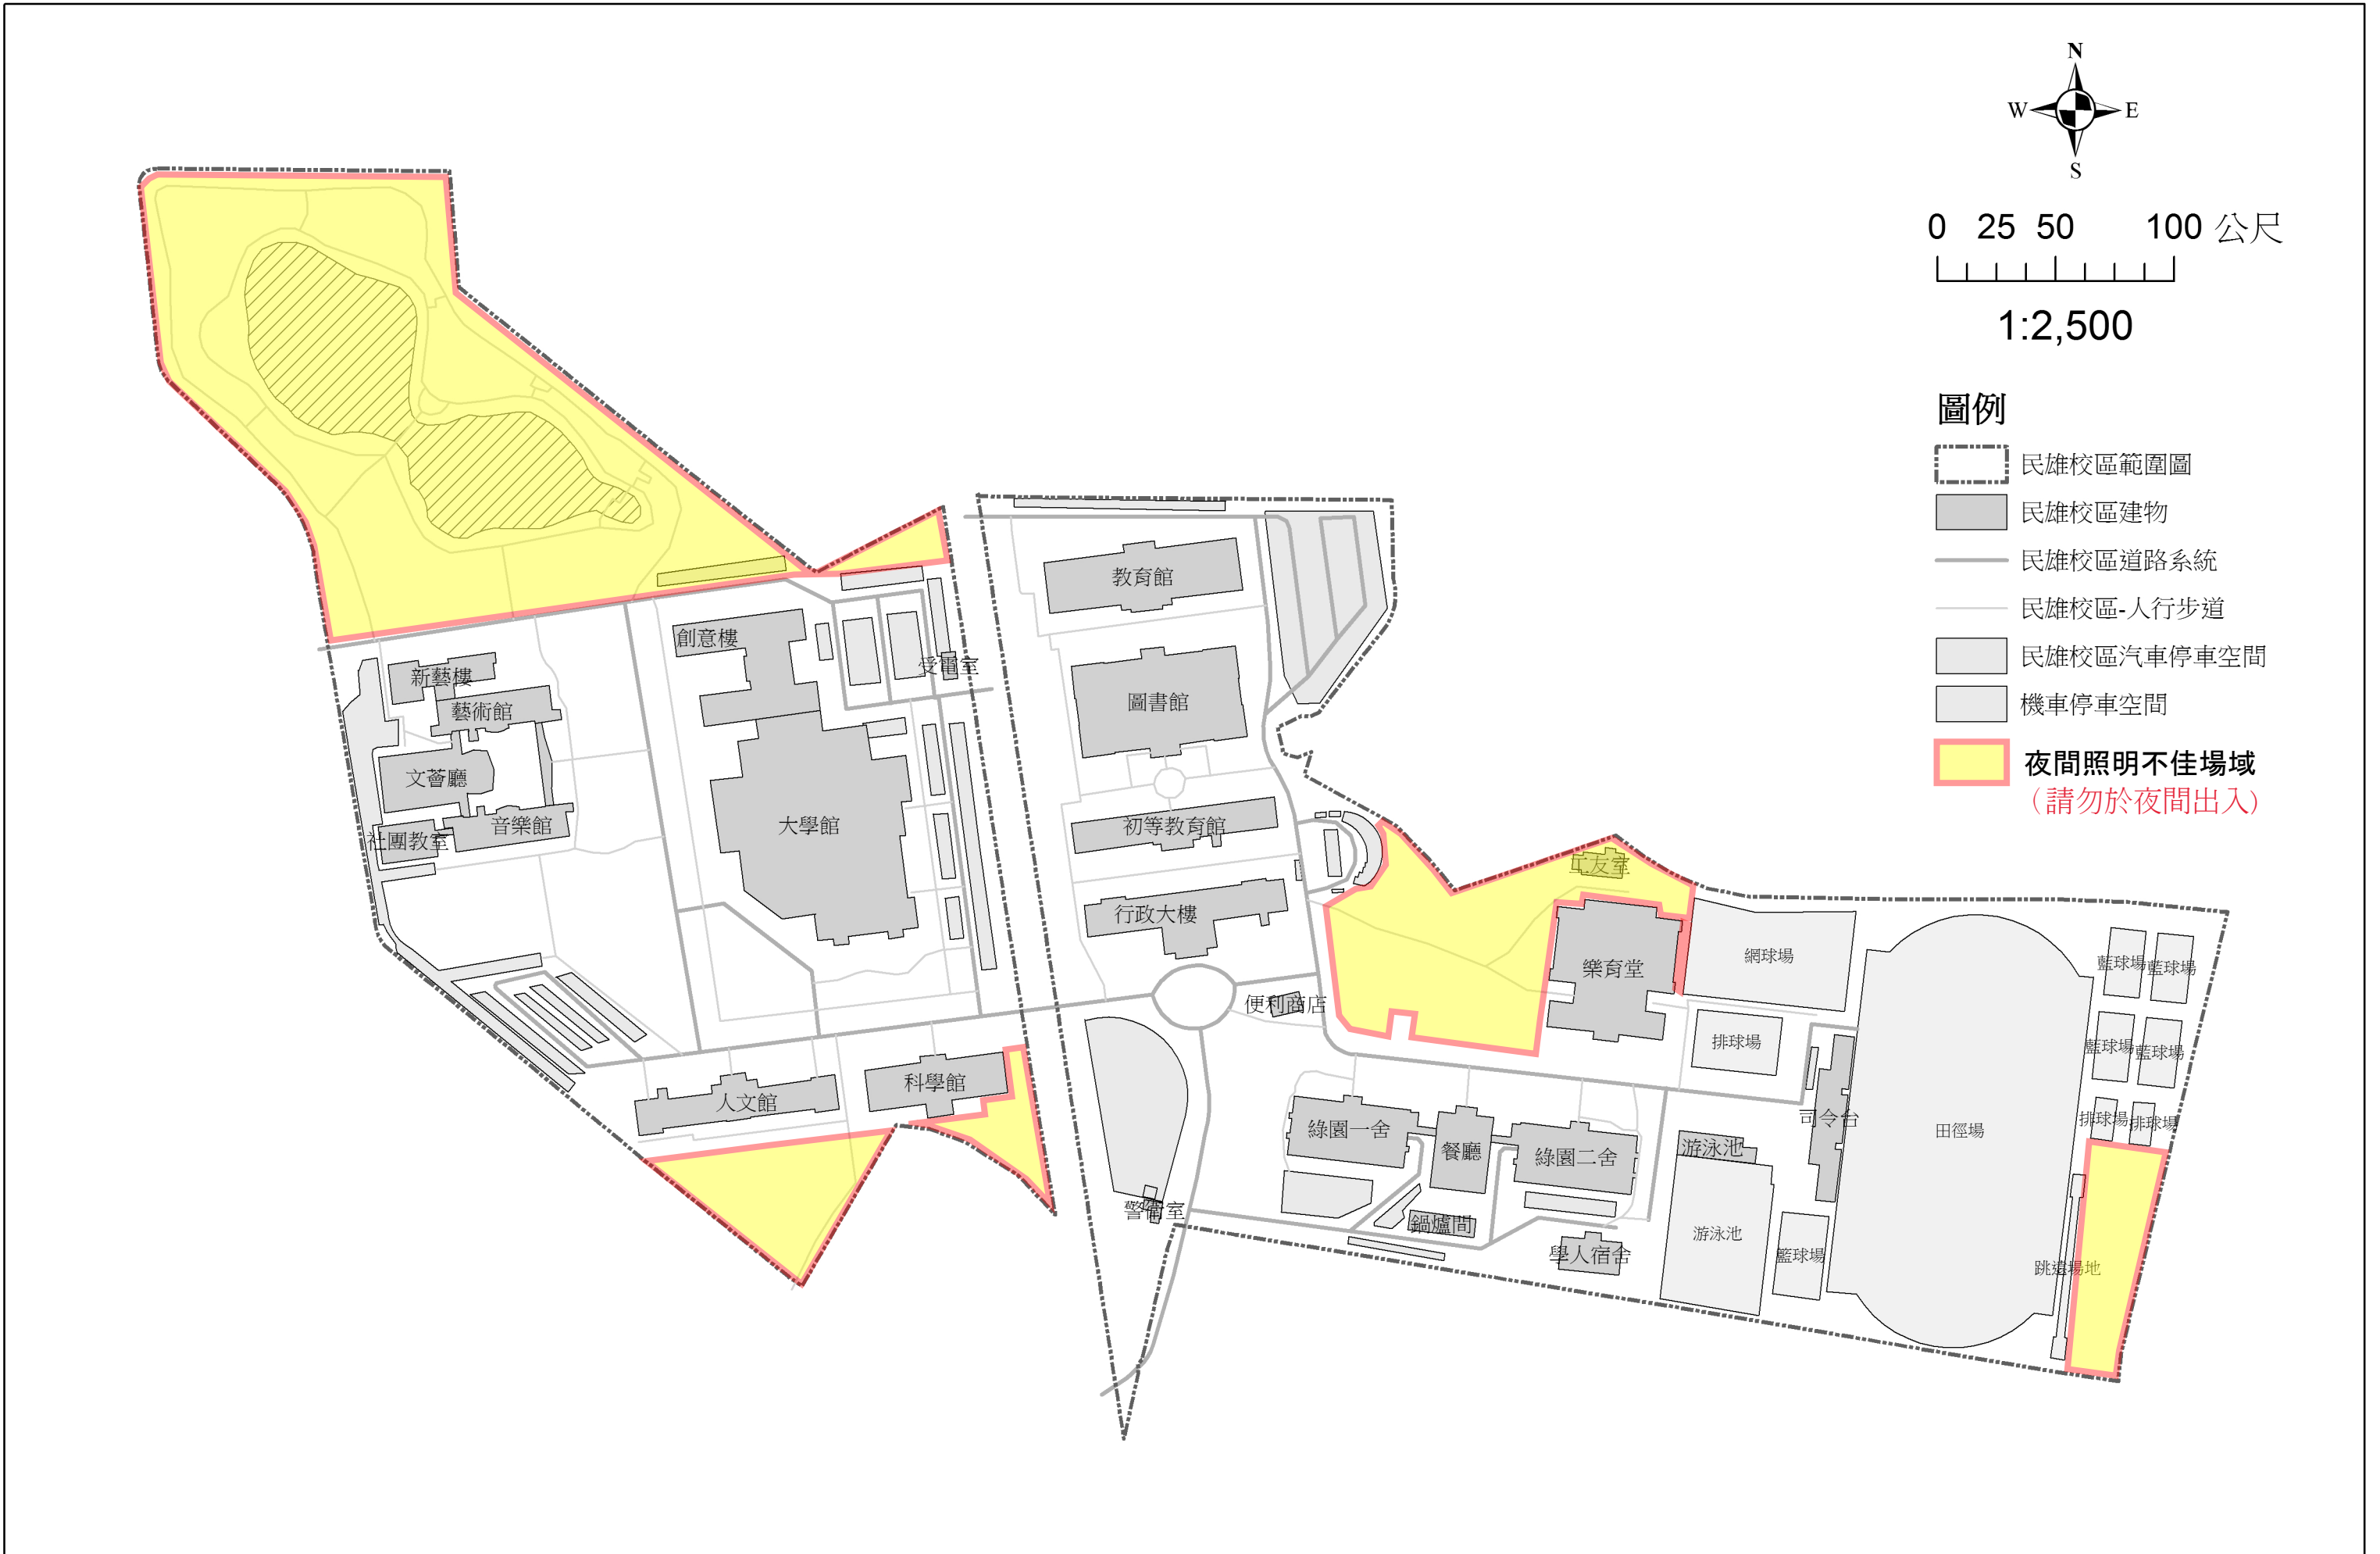 N
W E
S
0 25 50 100 公尺
1:2,500
圖例
民雄校區範圍圖
民雄校區建物
民雄校區道路系統
民雄校區-人行步道
民雄校區汽車停車空間
機車停車空間
夜間照明不佳場域
（請勿於夜間出入）
教育館
創意樓
受電室
新藝樓
藝術館
圖書館
文薈廳
音樂館
社團教室
大學館
初等教育館
工友室
行政大樓
樂育堂
網球場
藍球場
藍球場
便利商店
排球場
藍球場
藍球場
科學館
人文館
綠園一舍
餐廳
綠園二舍
游泳池
司令台
田徑場
排球場
排球場
警衛室
鍋爐間
學人宿舍
游泳池
籃球場
跳遠場地